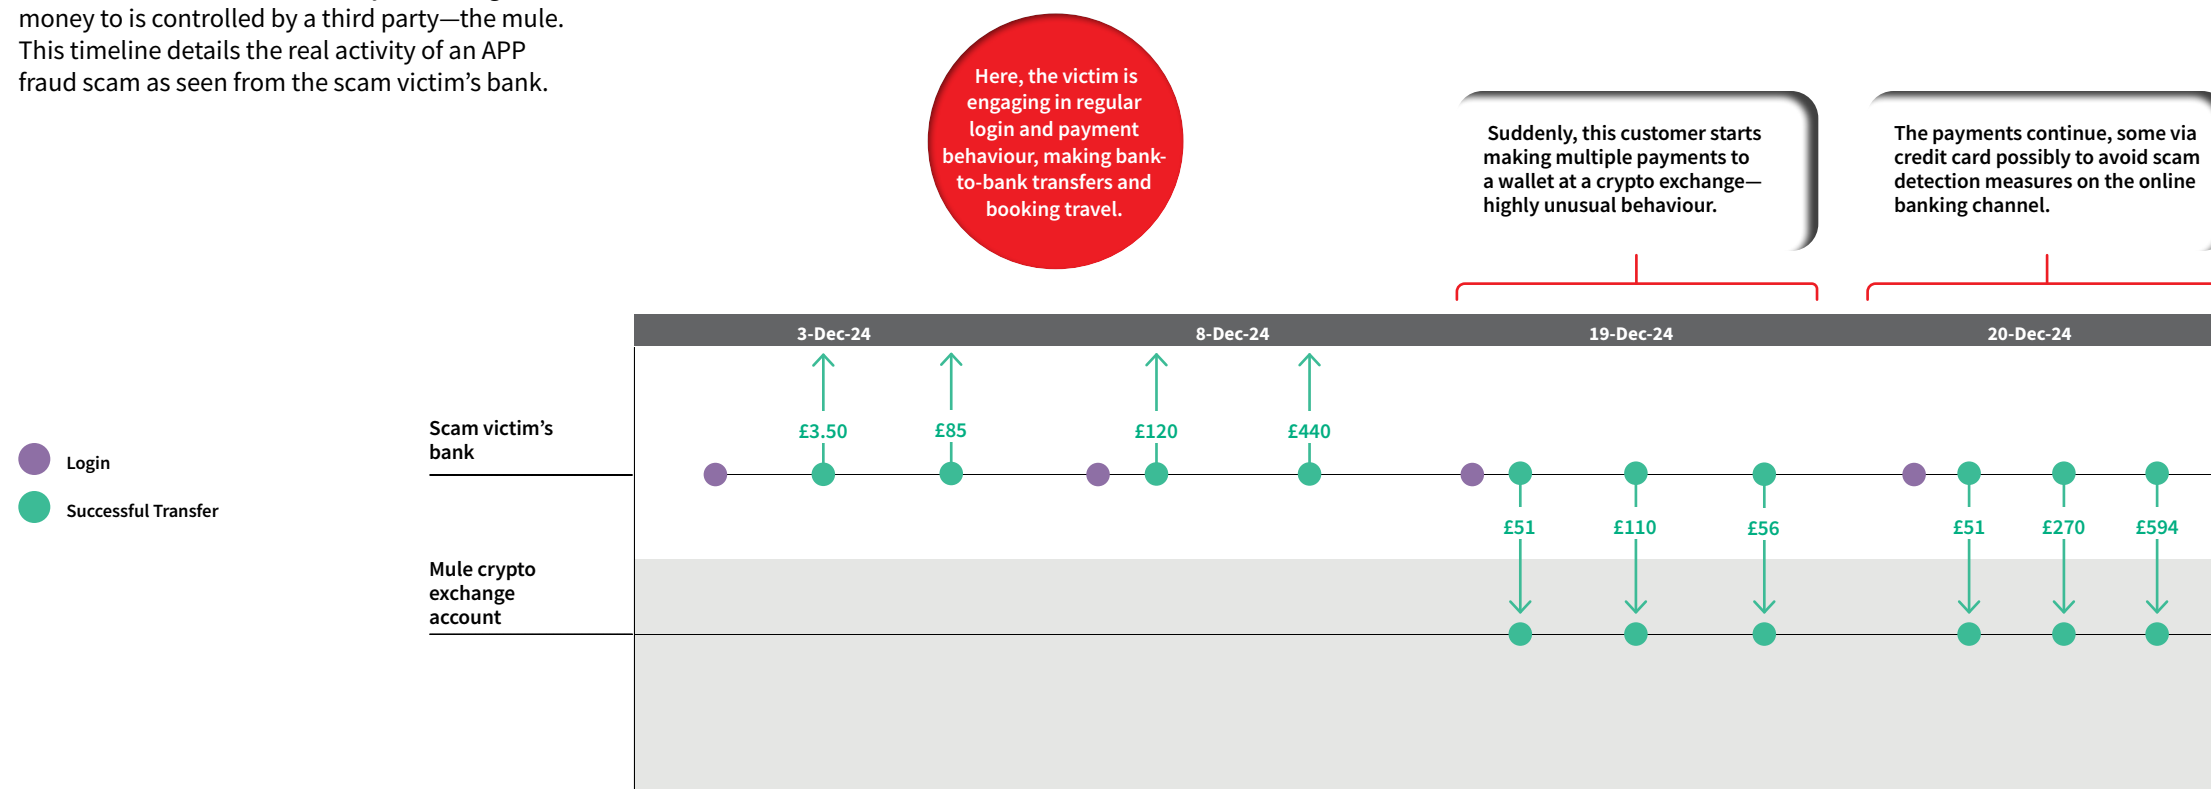 money to is controlled by a third party—the mule.
This timeline details the real activity of an APP
fraud scam as seen from the scam victim’s bank.
Here, the victim is
engaging in regular
login and payment
behaviour, making bank-
to-bank transfers and
booking travel.
Suddenly, this customer starts
making multiple payments to
a wallet at a crypto exchange—
highly unusual behaviour.
The payments continue, some via
credit card possibly to avoid scam
detection measures on the online
banking channel.
3-Dec-24
8-Dec-24
19-Dec-24
20-Dec-24
Scam victim’s
bank
£3.50
£85
£120
£440
Login
Successful Transfer
£51
£110
£56
£51
£270
£594
Mule crypto
exchange
account